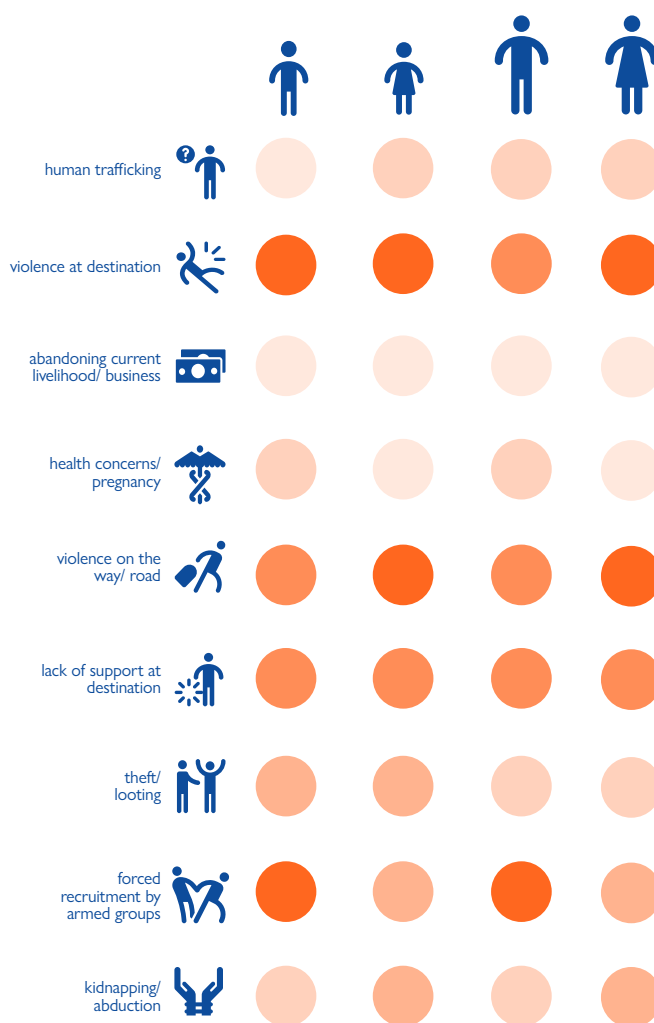 human trafficking
?
violence at destination
abandoning current
livelihood/ business
health concerns/
pregnancy
violence on the
way/ road
lack of support at
destination
theft/
looting
forced
recruitment by
armed groups
kidnapping/
abduction